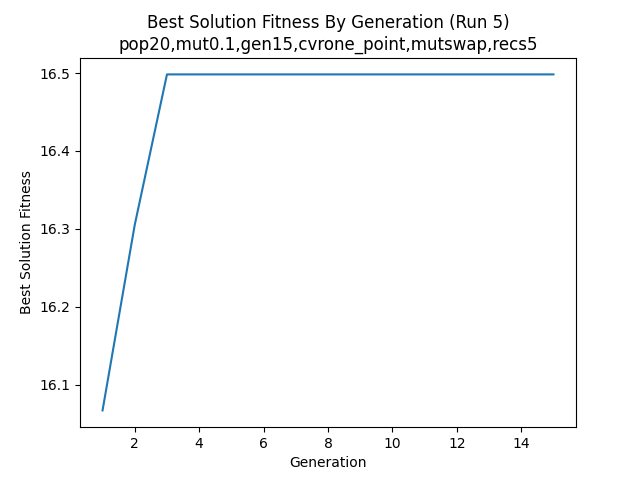 Best Solution Fitness By Generation (Run 5)
pop20,mut0.1,gen15,cvrone_point,mutswap,recs5
16.5
16.4
16.3
16.2
16.1
Best Solution Fitness
2 4 6 8 10 12 14
Generation